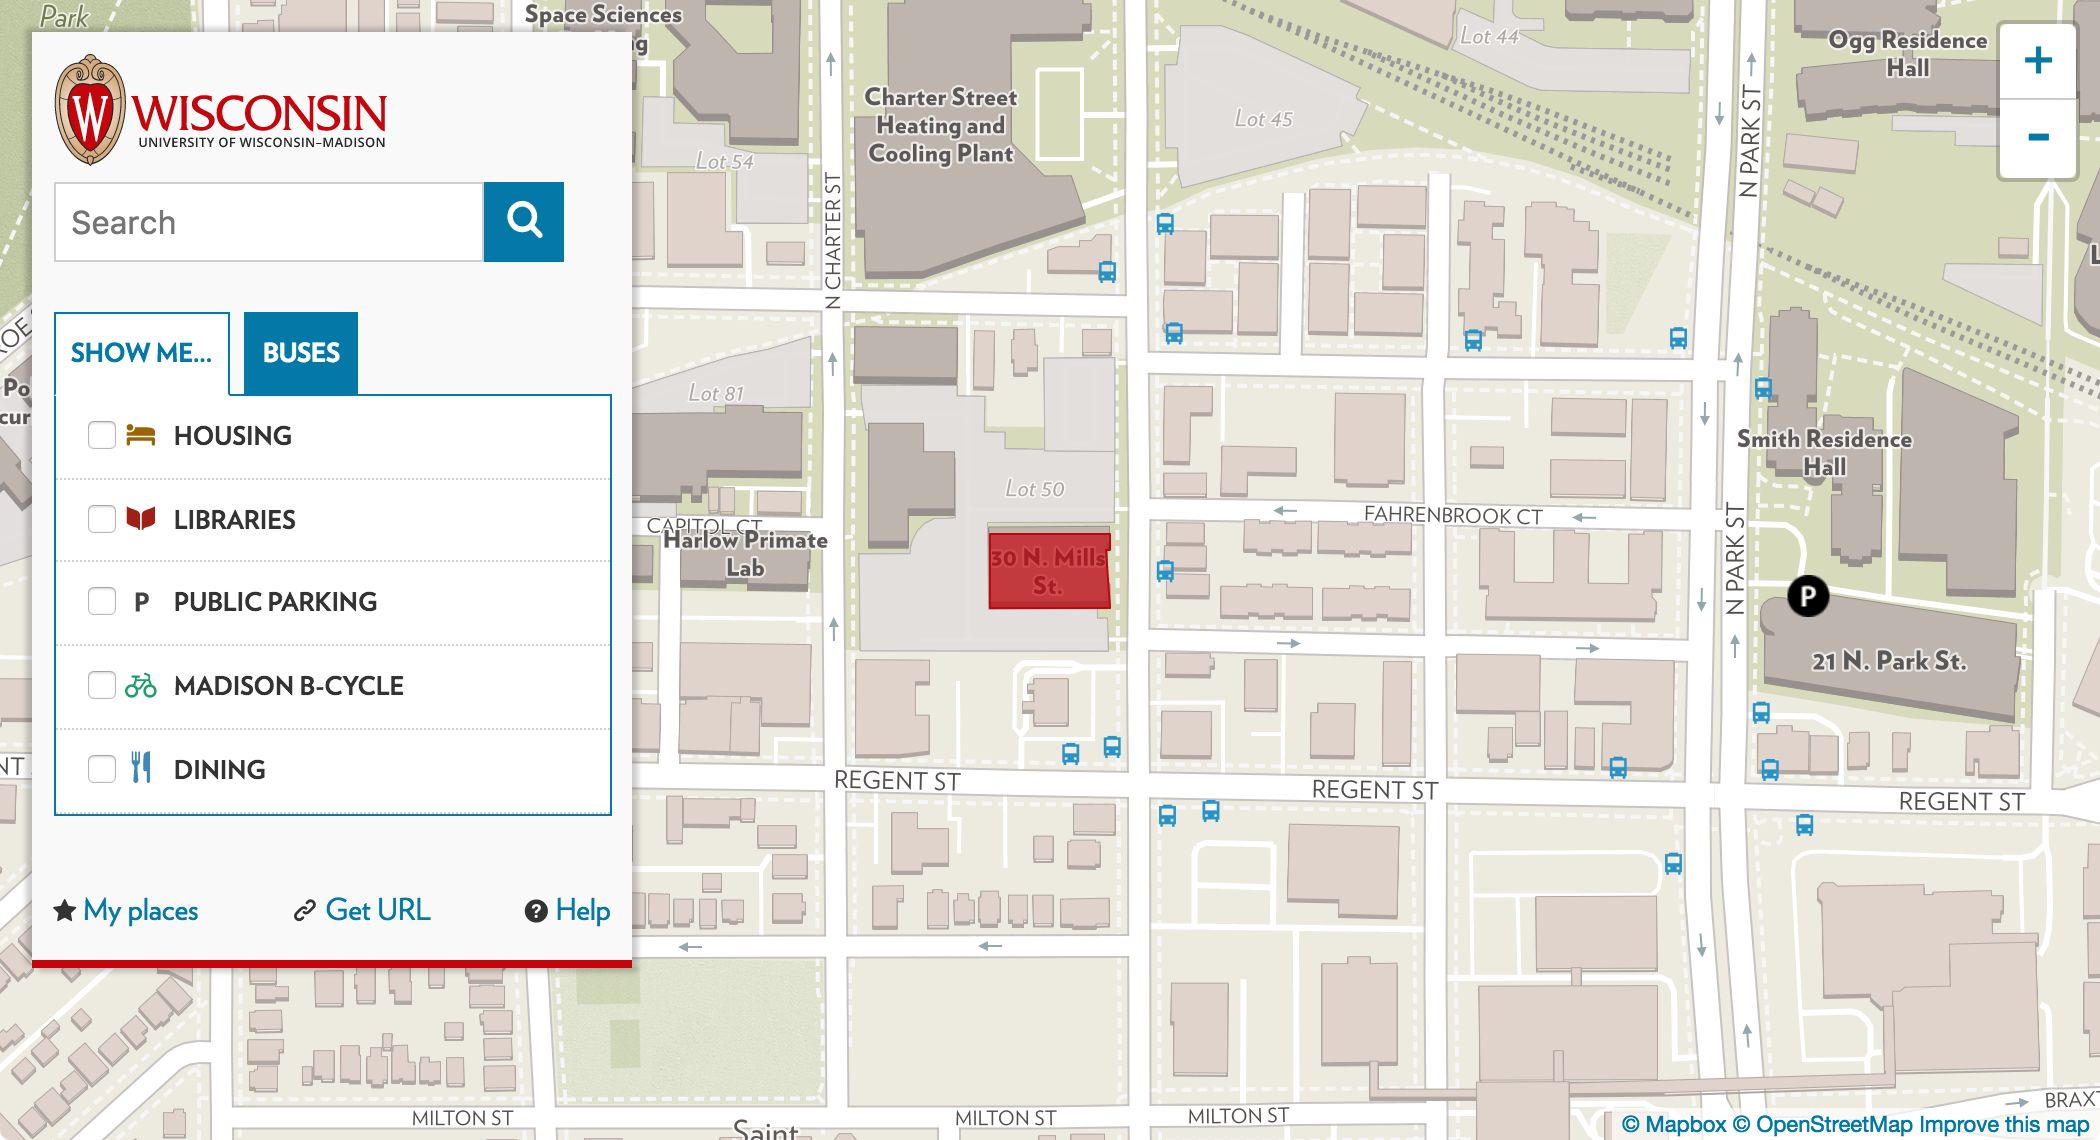 Park
WISCONSIN
UNIVERSITY OF WISCONSIN–MADISON
Search
SHOW ME...
BUSES
HOUSING
LIBRARIES
P PUBLIC PARKING
MADISON B-CYCLE
DINING
My places
Get URL
? Help
Space Sciences
Charter Street
Heating and
Cooling Plant
Lot 54
Lot 45
Lot 44
Ogg Residence
Hall
+
-
N CHARTER ST
N PARK ST
Lot 81
Lot 50
CAPITOL CT
Harlow Primate
Lab
30 N. Mills
St.
FAHRENBROOK CT
Smith Residence
Hall
N PARK ST
P
21 N. Park St.
REGENT ST
REGENT ST
REGENT ST
MILTON ST
MILTON ST
MILTON ST
Saint
© Mapbox © OpenStreetMap Improve this map